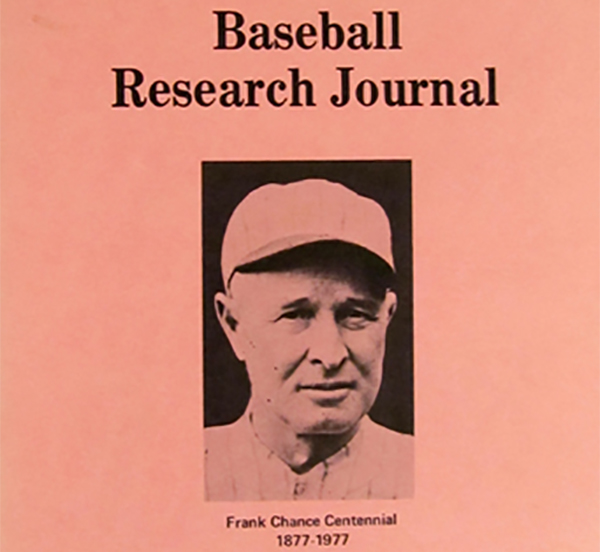 Baseball
Research Journal
Frank Chance Centennial
1877-1977